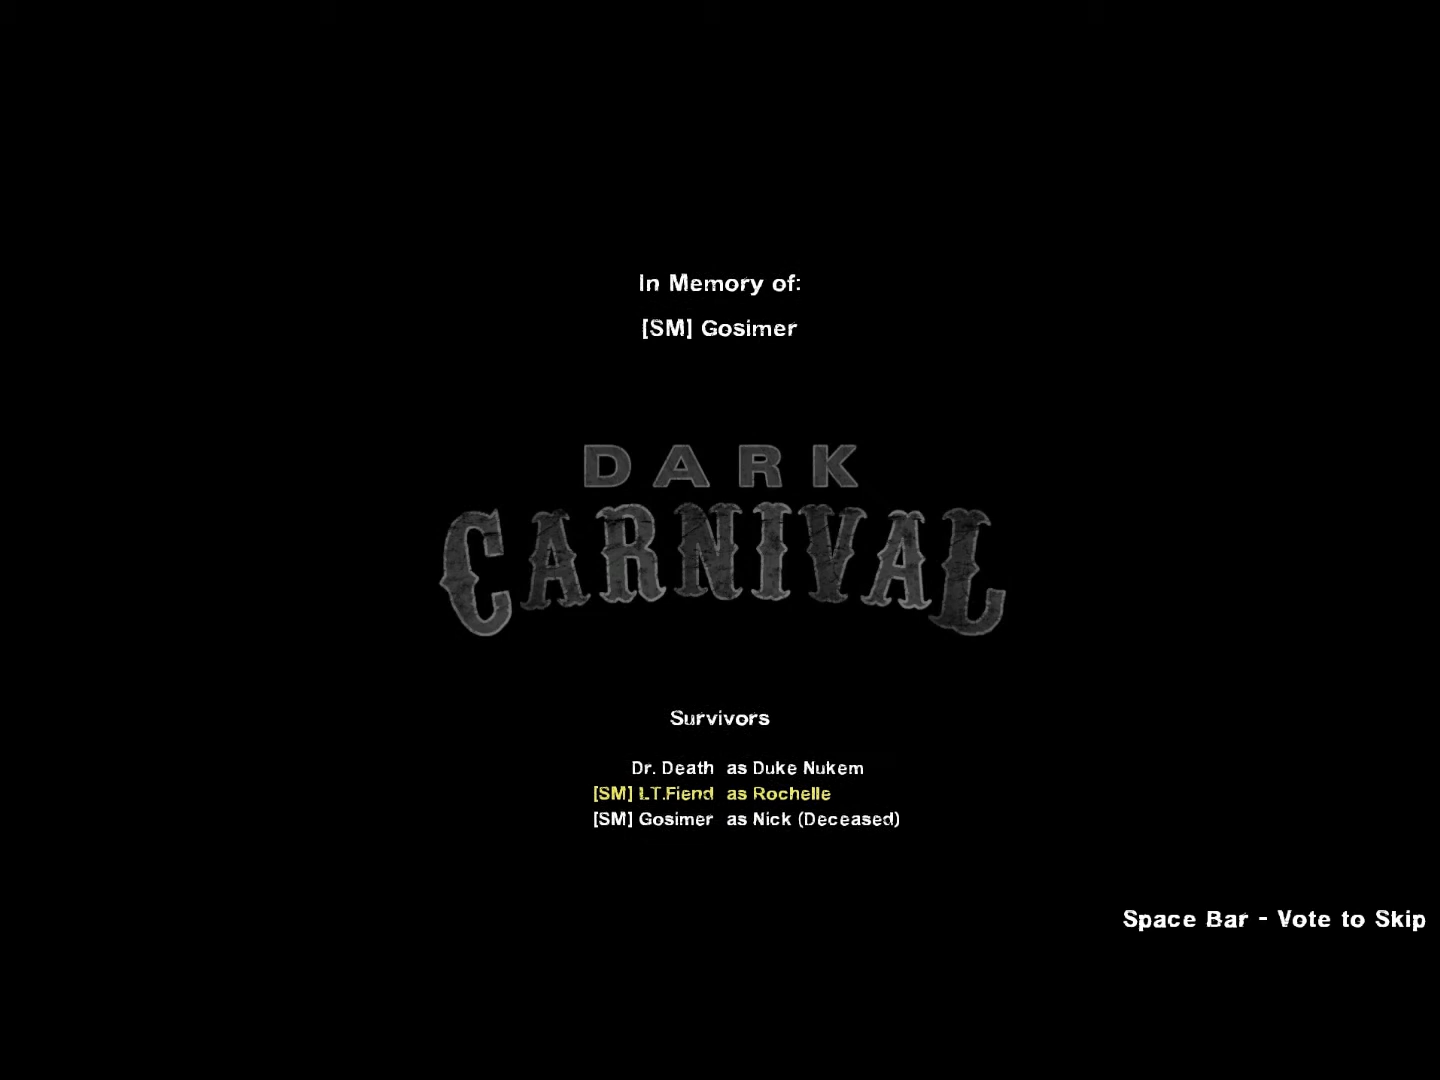 In Memory of:
[SM] Gosimer
DARK
CARNIVAL
Survivors
Dr. Death as Duke Nukem
[SM] LT.Fiend as Rochelle
[SM] Gosimer as Nick (Deceased)
Space Bar - Vote to Skip